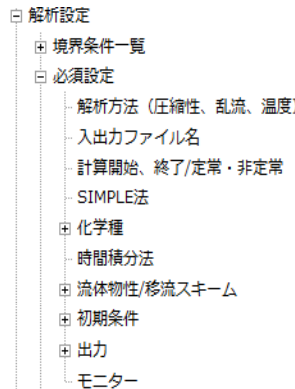 解析設定
境界条件一覧
必須設定
解析方法（圧縮性、乱流、温度）
入出力ファイル名
計算開始、終了/定常・非定常
SIMPLE法
化学種
時間積分法
流体物性/移流スキーム
初期条件
出力
モニター